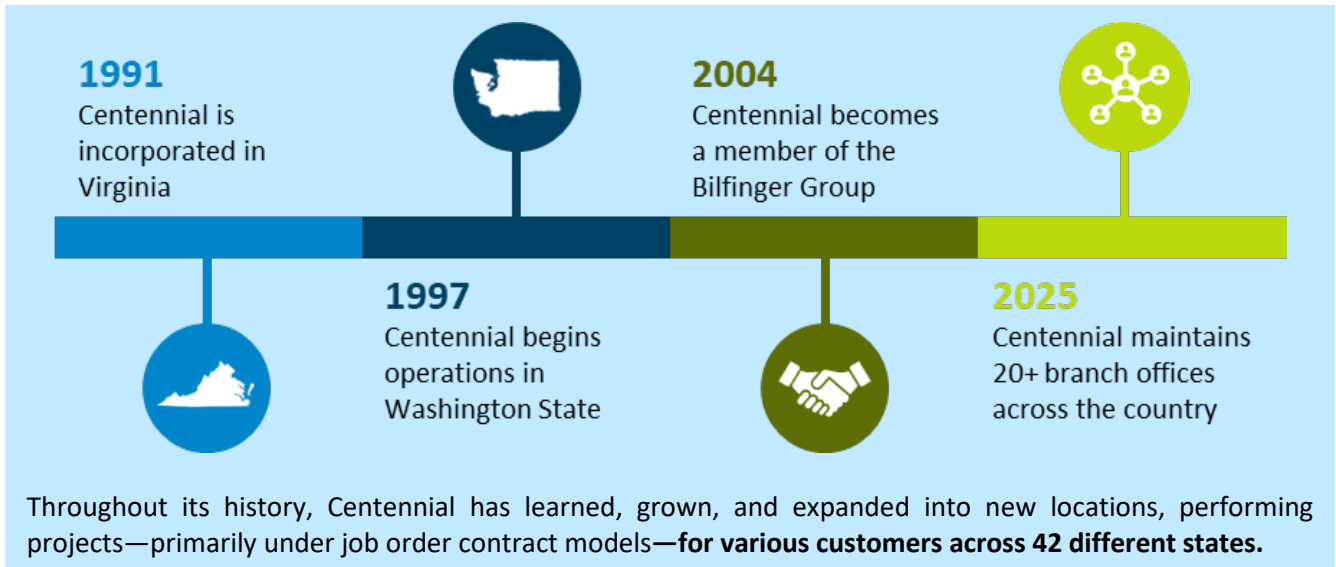 1991
Centennial is
incorporated in
Virginia
1997
Centennial begins
operations in
Washington State
2004
Centennial becomes
a member of the
Bilfinger Group
2025
Centennial maintains
20+ branch offices
across the country
Throughout its history, Centennial has learned, grown, and expanded into new locations, performing
projects—primarily under job order contract models—for various customers across 42 different states.